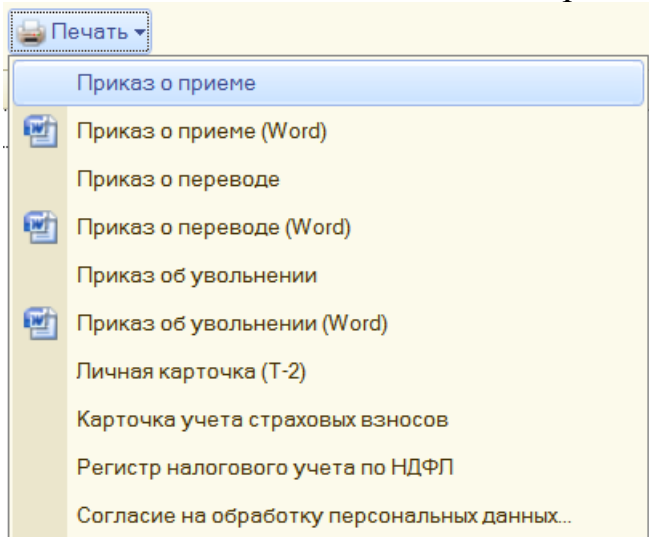 Печать
Приказ о приеме
Приказ о приеме (Word)
Приказ о переводе
Приказ о переводе (Word)
Приказ об увольнении
Приказ об увольнении (Word)
Личная карточка (Т-2)
Карточка учета страховых взносов
Регистр налогового учета по НДФЛ
Согласие на обработку персональных данных...